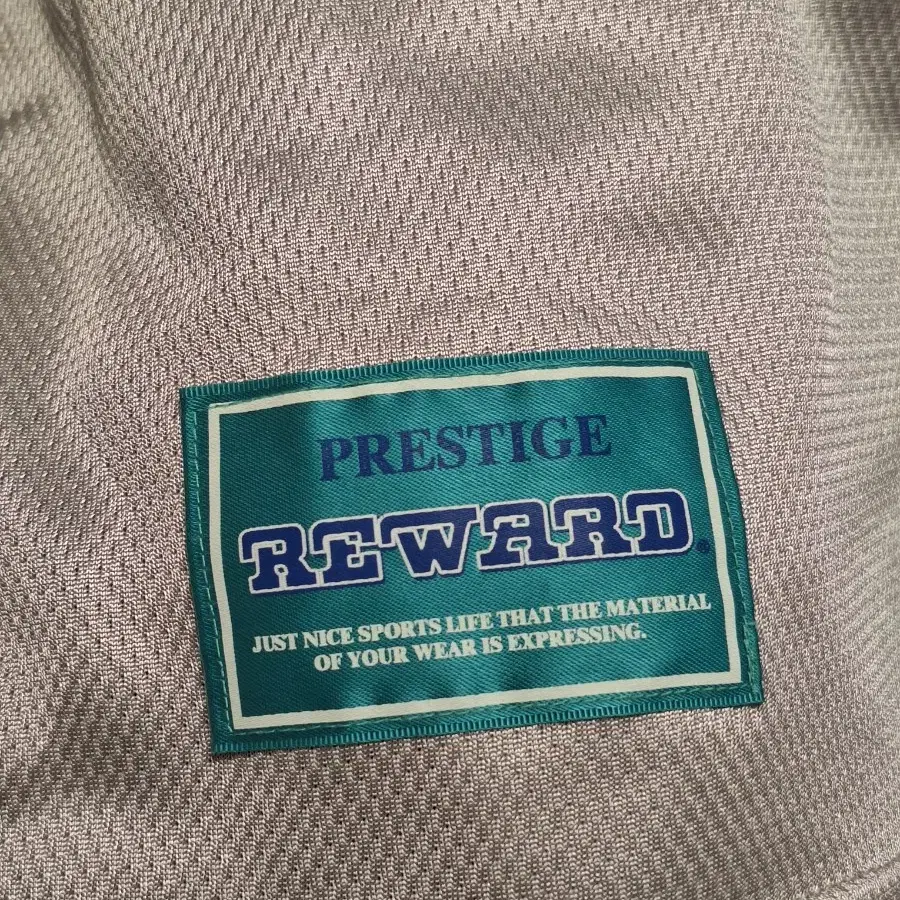 PRESTIGE
REWARD®
JUST NICE SPORTS LIFE THAT THE MATERIAL
OF YOUR WEAR IS EXPRESSING.